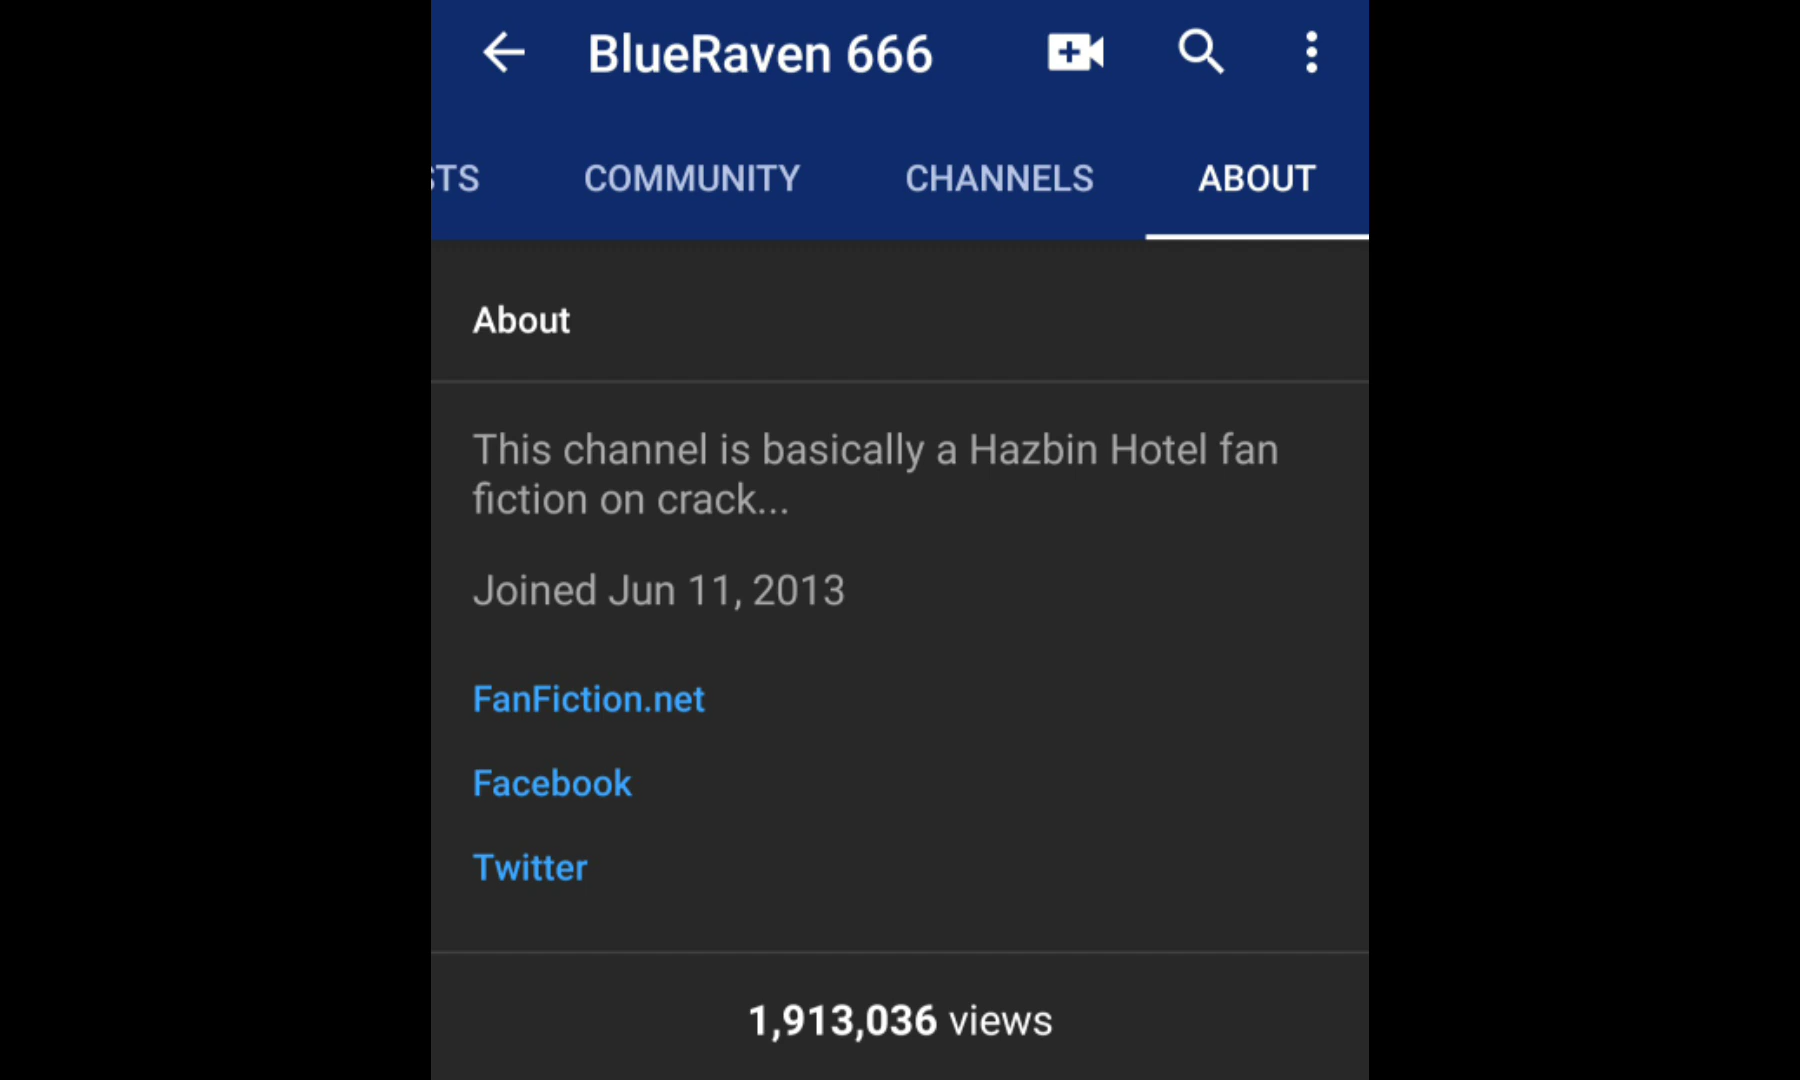 BlueRaven 666
STS COMMUNITY CHANNELS ABOUT
About
This channel is basically a Hazbin Hotel fan
fiction on crack...
Joined Jun 11, 2013
FanFiction.net
Facebook
Twitter
1,913,036 views